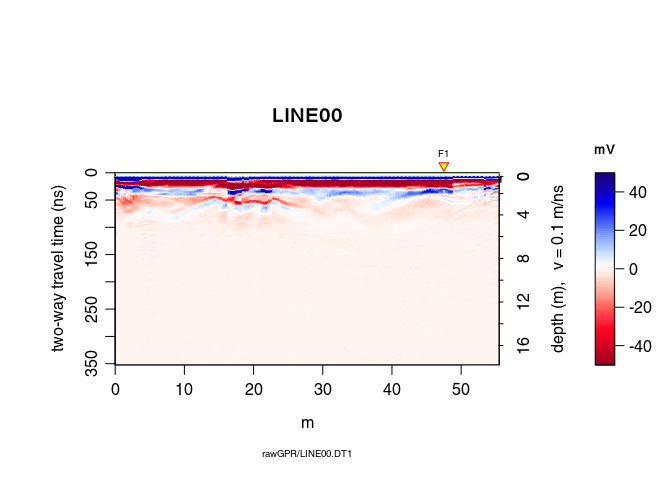 LINE00
F1
mV
0
50
150
250
350
two-way travel time (ns)
0
4
8
12
16
depth (m),   v = 0.1 m/ns
40
20
0
-20
-40
0 10 20 30 40 50
m
rawGPR/LINE00.DT1